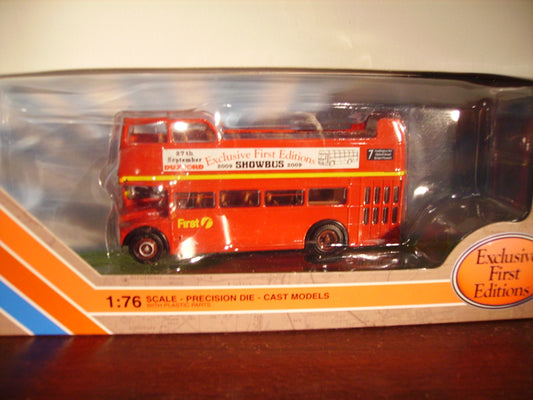 27th
September
DUXFORD
Exclusive First Editions
2009 SHOWBUS 2009
7
First
1:76 SCALE - PRECISION DIE - CAST MODELS
WITH PLASTIC PARTS
Exclusive
First
Editions